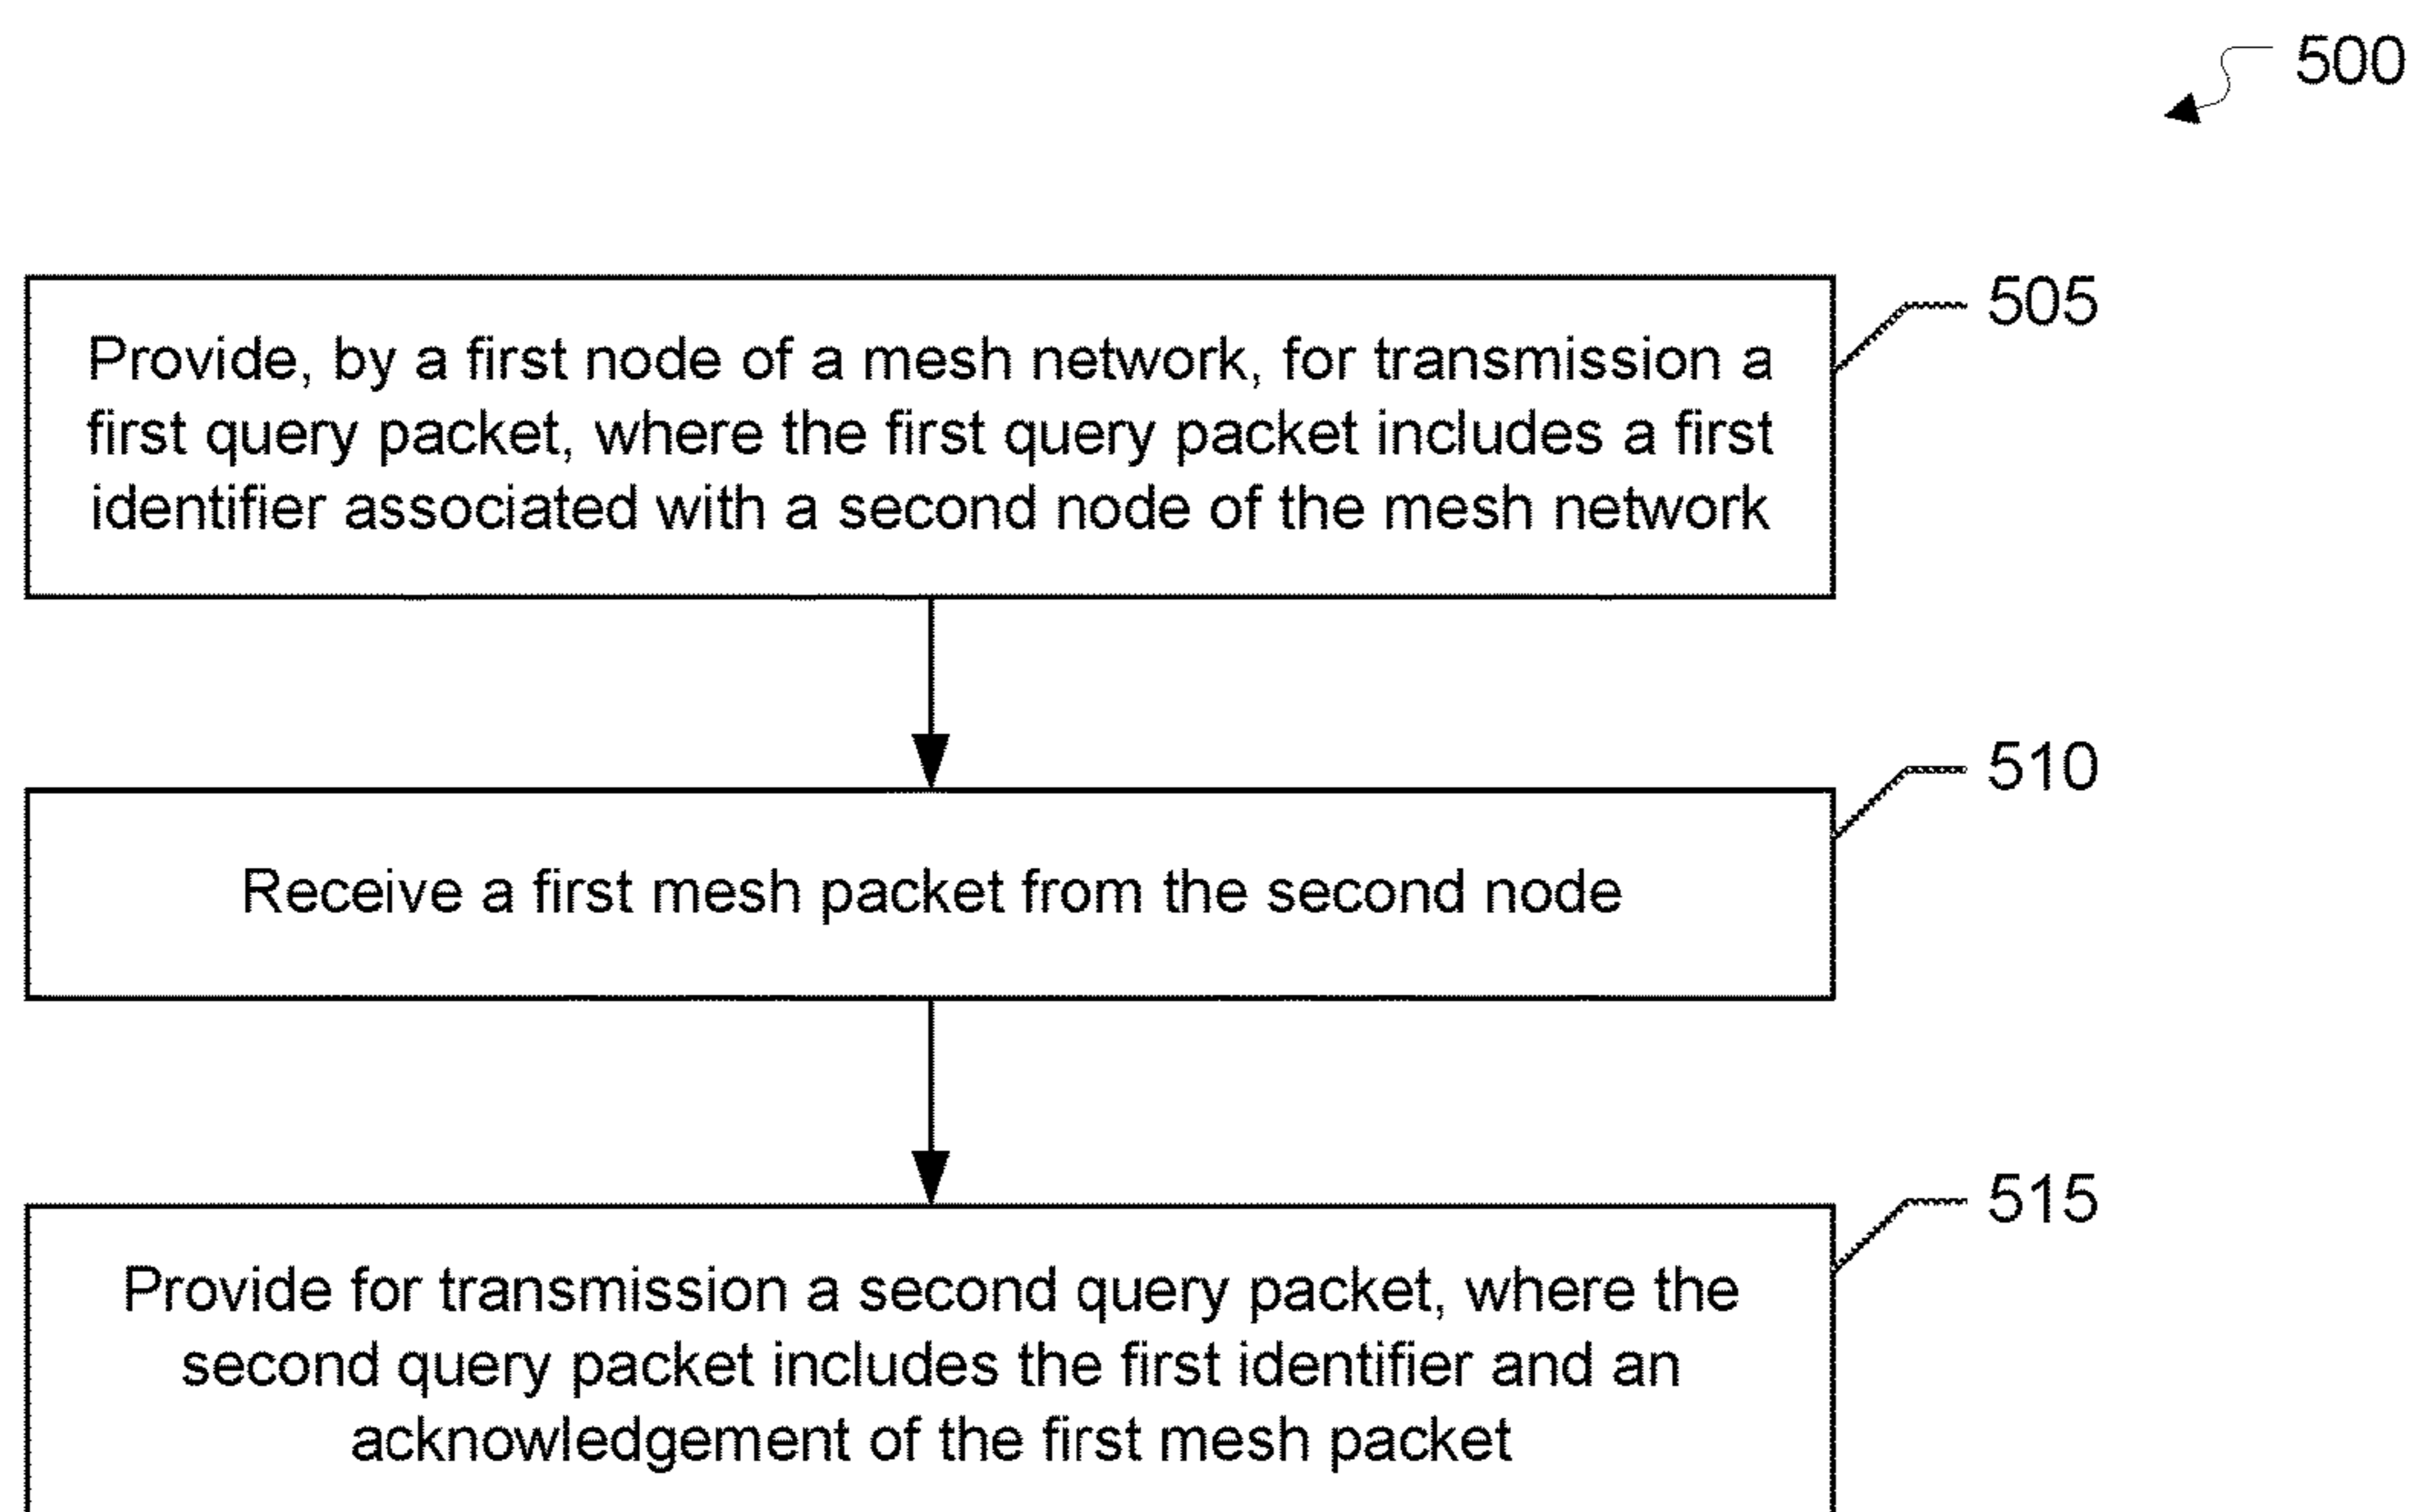 500
505
Provide, by a first node of a mesh network, for transmission a
first query packet, where the first query packet includes a first
identifier associated with a second node of the mesh network
510
Receive a first mesh packet from the second node
515
Provide for transmission a second query packet, where the
second query packet includes the first identifier and an
acknowledgement of the first mesh packet